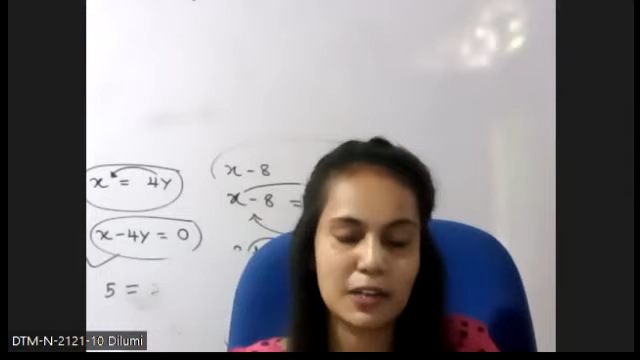 x = 4y
x - 4y = 0
5 =
x - 8
x - 8 =
DTM-N-2121-10 Dilumi